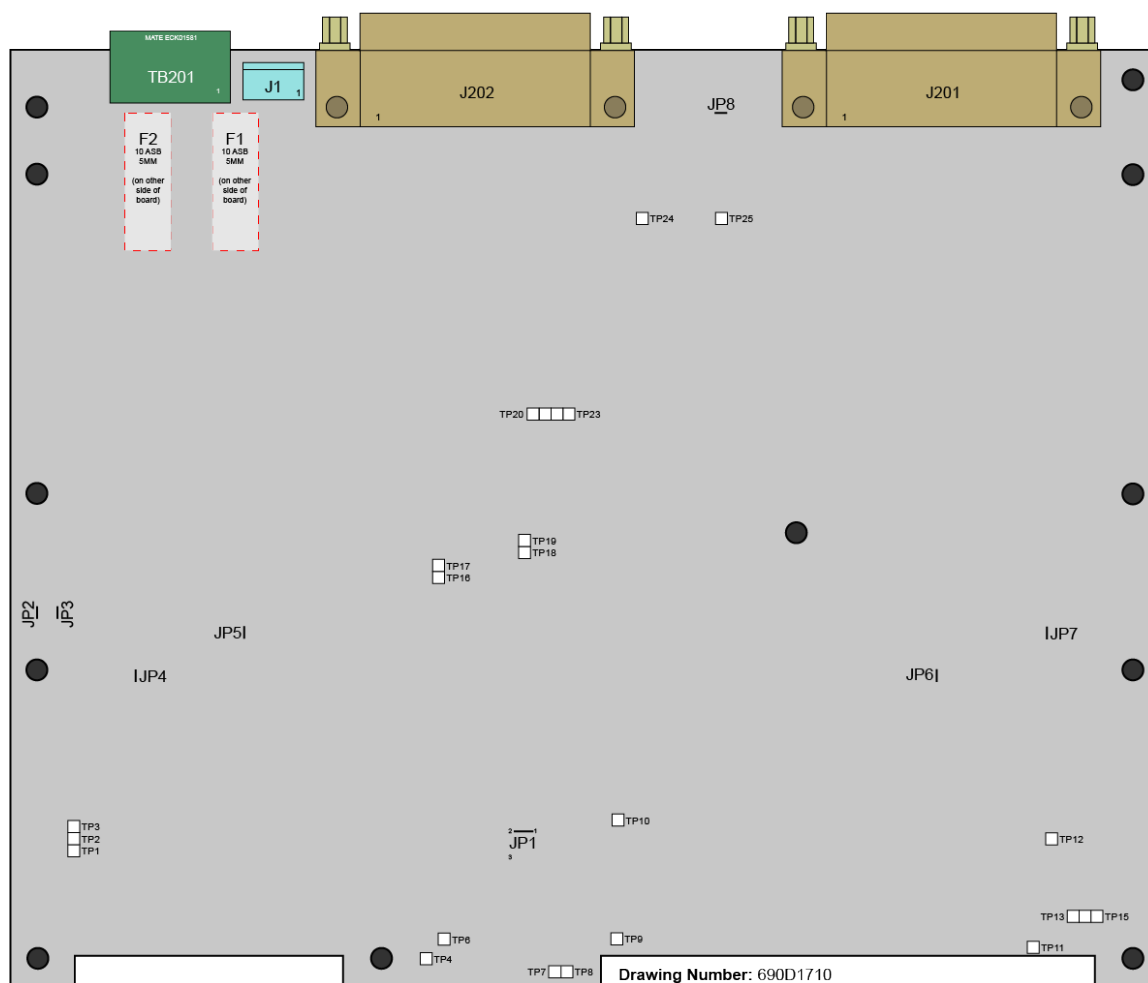 MATE ECK01581
TB201
1
J1
1
J202
1
JP8
J201
1
F2
10 ASB
5MM
(on other
side of
board)
F1
10 ASB
5MM
(on other
side of
board)
TP24
TP25
TP20
TP23
TP19
TP18
TP17
TP16
JP2
JP3
JP5
JP7
JP4
JP6
TP3
TP2
TP1
2
1
JP1
3
TP10
TP12
TP13
TP15
TP6
TP9
TP11
TP4
TP7
TP8
Drawing Number: 690D1710